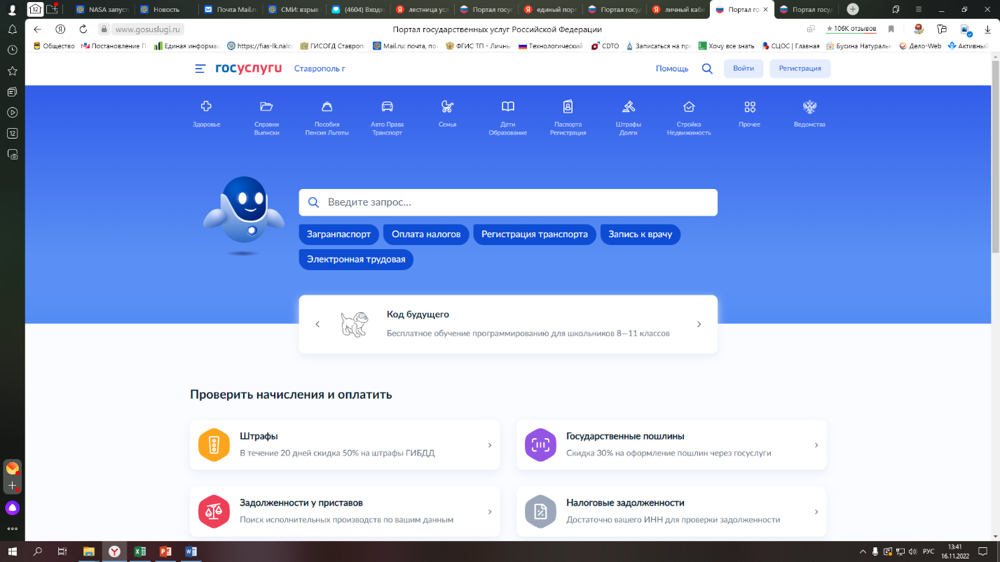 NASA запуст
Новость
Почта Mail.ru
СМИ: взрыв
(4604) Входя
лестница усл
Портал госус
единый порт
Портал госуд
личный каби
Портал го
Портал госуд
www.gosuslugi.ru
Портал государственных услуг Российской Федерации
106K отзывов
Общество
Постановление П
Единая информац
https://fias-lk.nalo
ГИСОГД Ставропо
Mail.ru: почта, пои
ФГИС ТП - Личны
Технологический
CDTO
Записаться на про
Хочу все знать
СЦОС | Главная
Бусина Натуральн
Дело-Web
Активный
госуслуги
Ставрополь г
Помощь
Войти
Регистрация
Здоровье
Справки Выписки
Пособия Пенсия Льготы
Авто Права Транспорт
Семья
Дети Образование
Паспорта Регистрация
Штрафы Долги
Стройка Недвижимость
Прочее
Ведомства
Введите запрос...
Загранпаспорт
Оплата налогов
Регистрация транспорта
Запись к врачу
Электронная трудовая
Код будущего
Бесплатное обучение программированию для школьников 8—11 классов
Проверить начисления и оплатить
Штрафы
В течение 20 дней скидка 50% на штрафы ГИБДД
Государственные пошлины
Скидка 30% на оформление пошлин через госуслуги
Задолженности у приставов
Поиск исполнительных производств по вашим данным
Налоговые задолженности
Достаточно вашего ИНН для проверки задолженности
12
12
РУС
13:41
16.11.2022